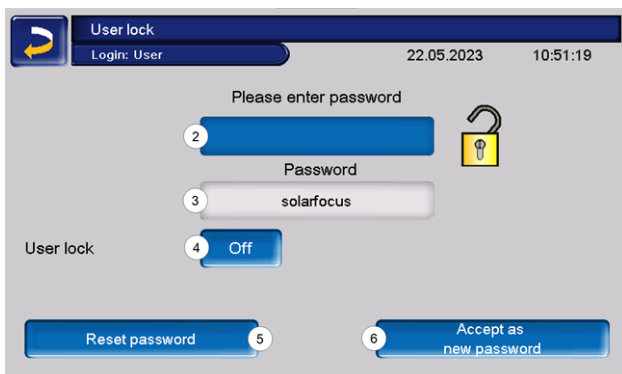 User lock
Login: User
22.05.2023
10:51:19
Please enter password
2
Password
3
solarfocus
User lock
4
Off
Reset password
5
6
Accept as
new password